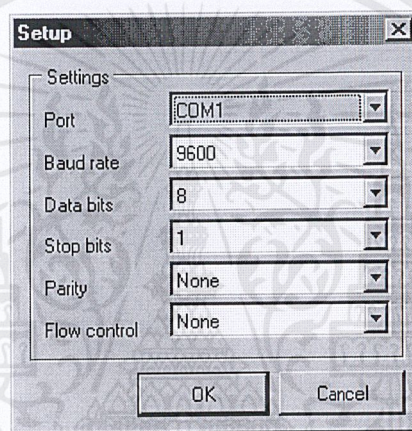 Setup
Settings
Port COM1
Baud rate 9600
Data bits 8
Stop bits 1
Parity None
Flow control None
OK Cancel